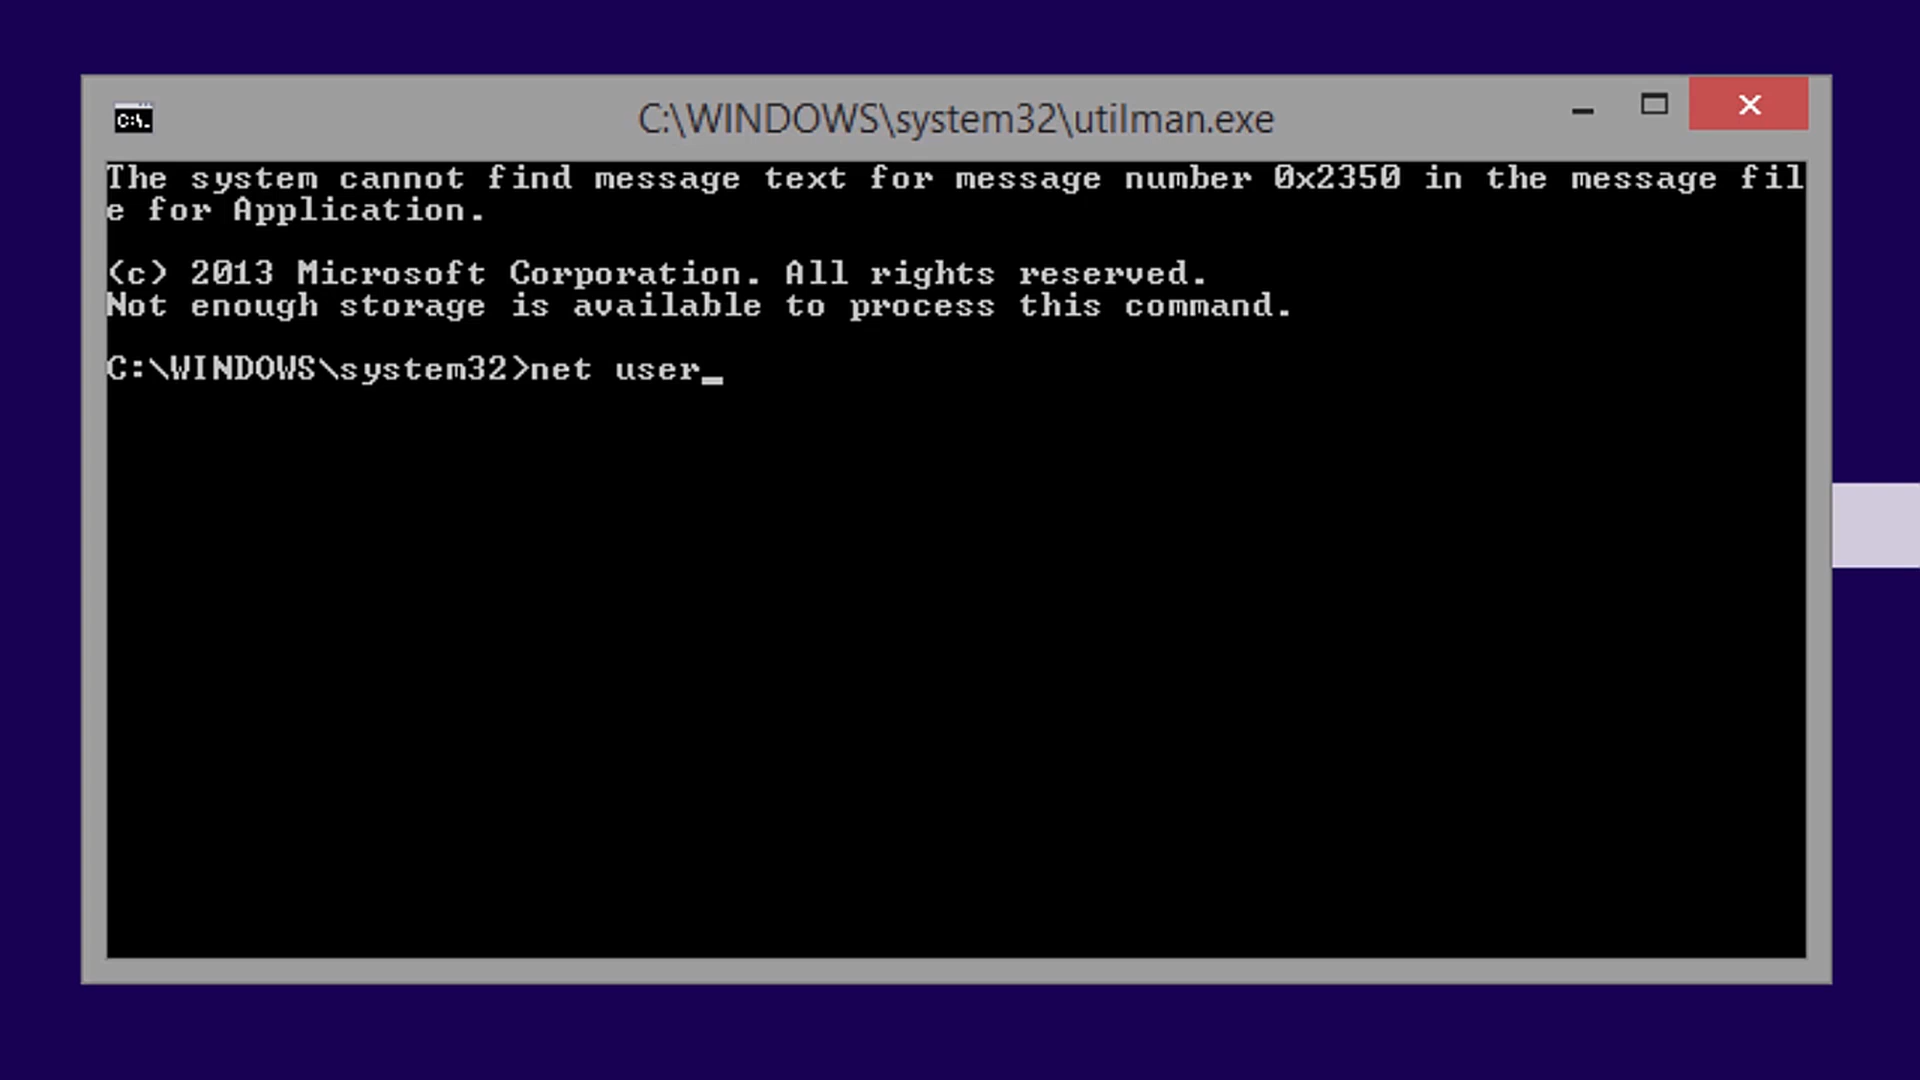 C:\WINDOWS\system32\utilman.exe
C:\.
The system cannot find message text for message number 0x2350 in the message fil
e for Application.
(c) 2013 Microsoft Corporation. All rights reserved.
Not enough storage is available to process this command.
C:\WINDOWS\system32>net user_